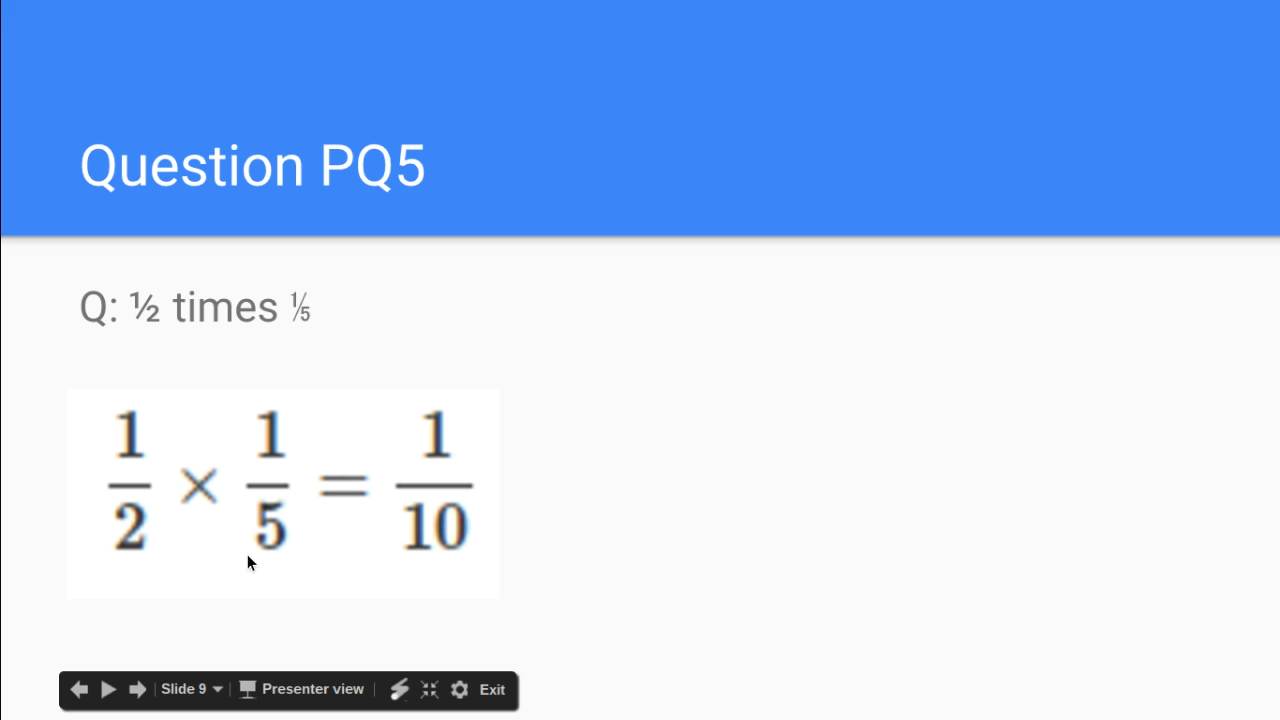 Question PQ5
Q: ½ times ⅕
1/2 × 1/5 = 1/10
Slide 9 Presenter view Exit